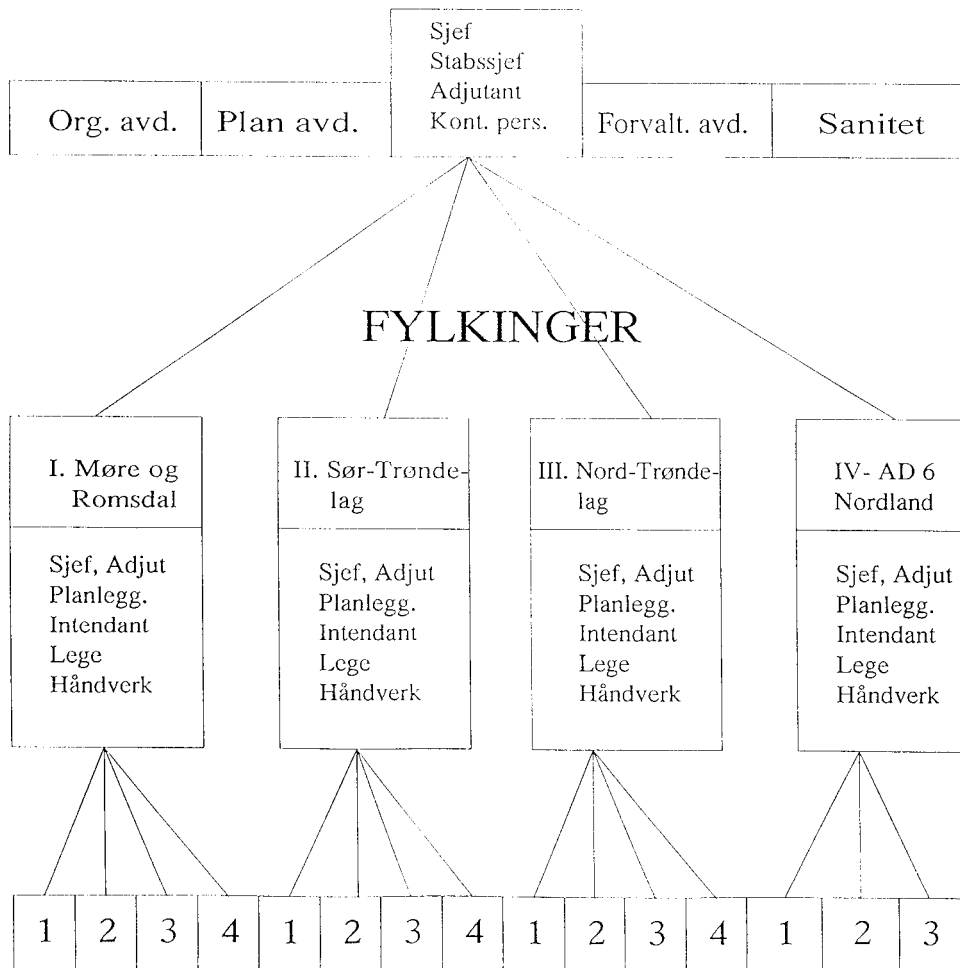 Sjef
Stabssjef
Adjutant
Kont. pers.
Org. avd.
Plan avd.
Forvalt. avd.
Sanitet
FYLKINGER
I. Møre og
Romsdal
Sjef, Adjut
Planlegg.
Intendant
Lege
Håndverk
II. Sør-Trønde-
lag
Sjef, Adjut
Planlegg.
Intendant
Lege
Håndverk
III. Nord-Trønde-
lag
Sjef, Adjut
Planlegg.
Intendant
Lege
Håndverk
IV- AD 6
Nordland
Sjef, Adjut
Planlegg.
Intendant
Lege
Håndverk
1 2 3 4 1 2 3 4 1 2 3 4 1 2 3